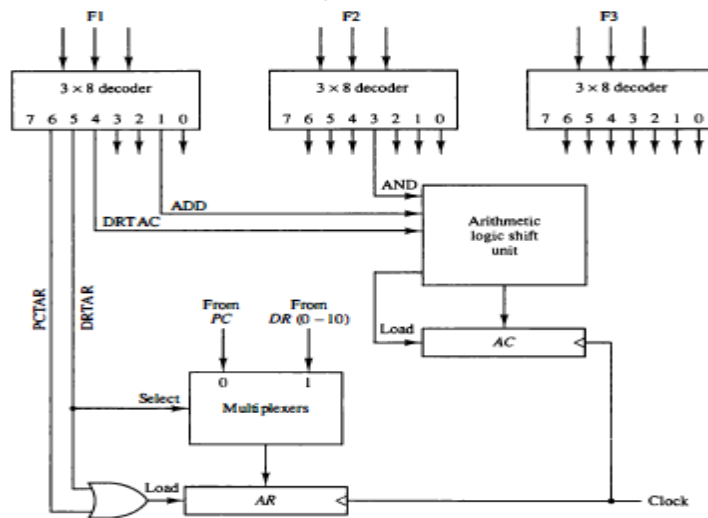 F1 F2 F3
3 × 8 decoder 3 × 8 decoder 3 × 8 decoder
7 6 5 4 3 2 1 0 7 6 5 4 3 2 1 0 7 6 5 4 3 2 1 0
AND
ADD
DRTAC
Arithmetic
logic shift
unit
PCTAR
DRTAR
From
PC
From
DR (0 – 10)
Load
AC
0 1
Select
Multiplexers
Load
AR
Clock